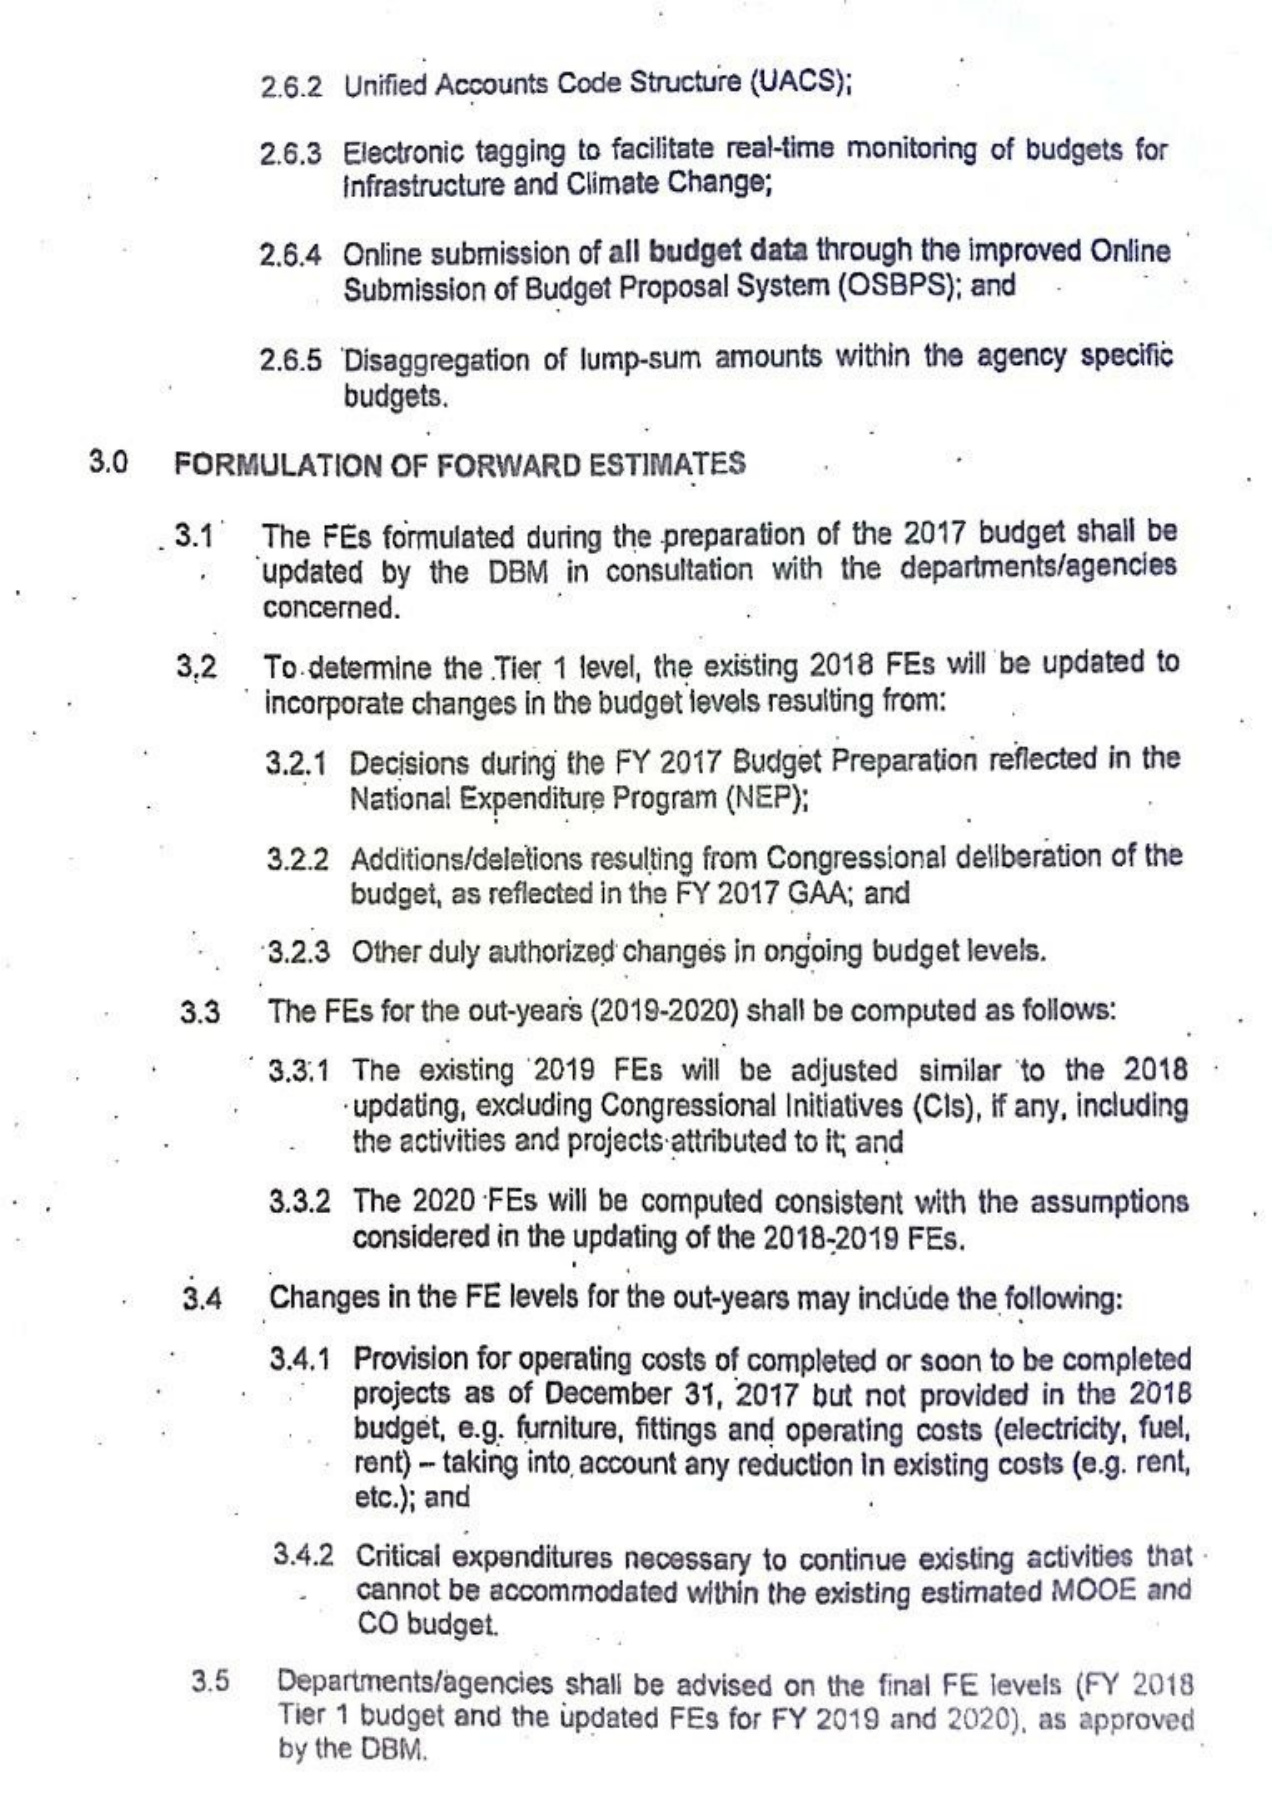 2.6.2 Unified Accounts Code Structure (UACS);
2.6.3 Electronic tagging to facilitate real-time monitoring of budgets for
Infrastructure and Climate Change;
2.6.4 Online submission of all budget data through the improved Online
Submission of Budget Proposal System (OSBPS); and
2.6.5 Disaggregation of lump-sum amounts within the agency specific
budgets.
3.0 FORMULATION OF FORWARD ESTIMATES
3.1 The FEs formulated during the preparation of the 2017 budget shall be
updated by the DBM in consultation with the departments/agencies
concerned.
3.2 To determine the Tier 1 level, the existing 2018 FEs will be updated to
incorporate changes in the budget levels resulting from:
3.2.1 Decisions during the FY 2017 Budget Preparation reflected in the
National Expenditure Program (NEP);
3.2.2 Additions/deletions resulting from Congressional deliberation of the
budget, as reflected in the FY 2017 GAA; and
3.2.3 Other duly authorized changes in ongoing budget levels.
3.3 The FEs for the out-years (2019-2020) shall be computed as follows:
3.3.1 The existing 2019 FEs will be adjusted similar to the 2018
updating, excluding Congressional Initiatives (CIs), if any, including
the activities and projects attributed to it; and
3.3.2 The 2020 FEs will be computed consistent with the assumptions
considered in the updating of the 2018-2019 FEs.
3.4 Changes in the FE levels for the out-years may include the following:
3.4.1 Provision for operating costs of completed or soon to be completed
projects as of December 31, 2017 but not provided in the 2018
budget, e.g. furniture, fittings and operating costs (electricity, fuel,
rent) – taking into account any reduction in existing costs (e.g. rent,
etc.); and
3.4.2 Critical expenditures necessary to continue existing activities that
cannot be accommodated within the existing estimated MOOE and
CO budget.
3.5 Departments/agencies shall be advised on the final FE levels (FY 2018
Tier 1 budget and the updated FEs for FY 2019 and 2020), as approved
by the DBM.